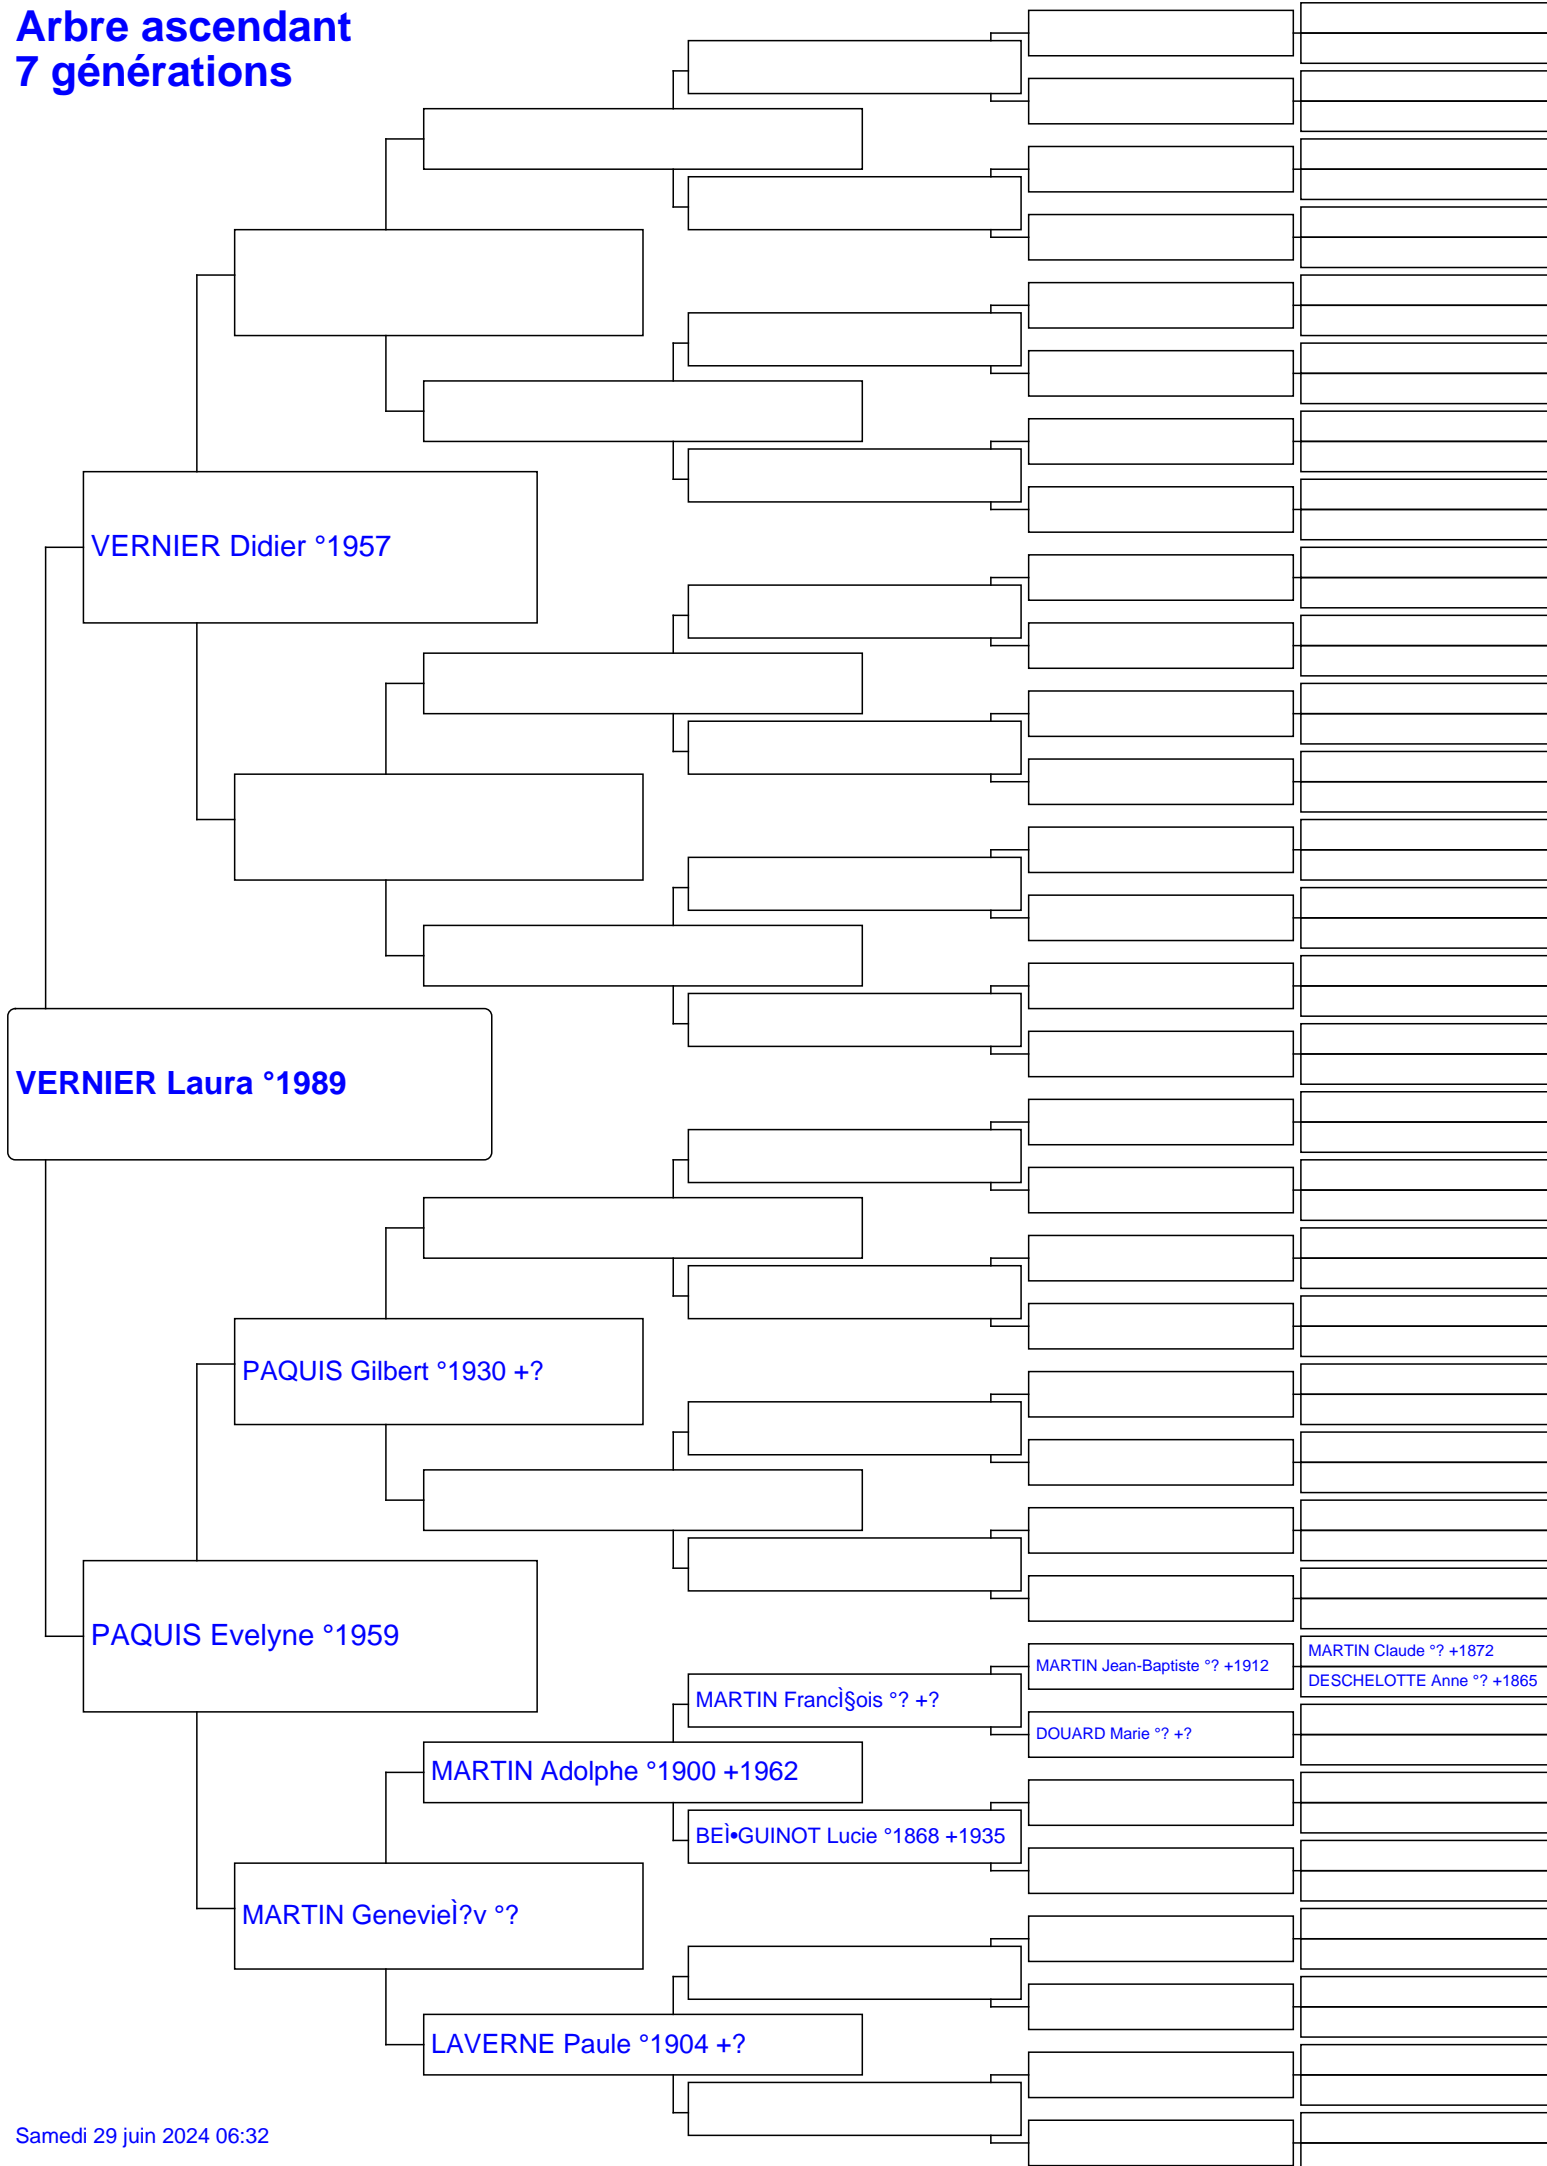 Arbre ascendant
7 générations
VERNIER Didier °1957
VERNIER Laura °1989
PAQUIS Gilbert °1930 +?
PAQUIS Evelyne °1959
MARTIN Claude °? +1872
MARTIN Jean-Baptiste °? +1912
DESCHELOTTE Anne °? +1865
MARTIN FrancÌ§ois °? +?
DOUARD Marie °? +?
MARTIN Adolphe °1900 +1962
BEÌ•GUINOT Lucie °1868 +1935
MARTIN GenevieÌ?v °?
LAVERNE Paule °1904 +?
Samedi 29 juin 2024 06:32